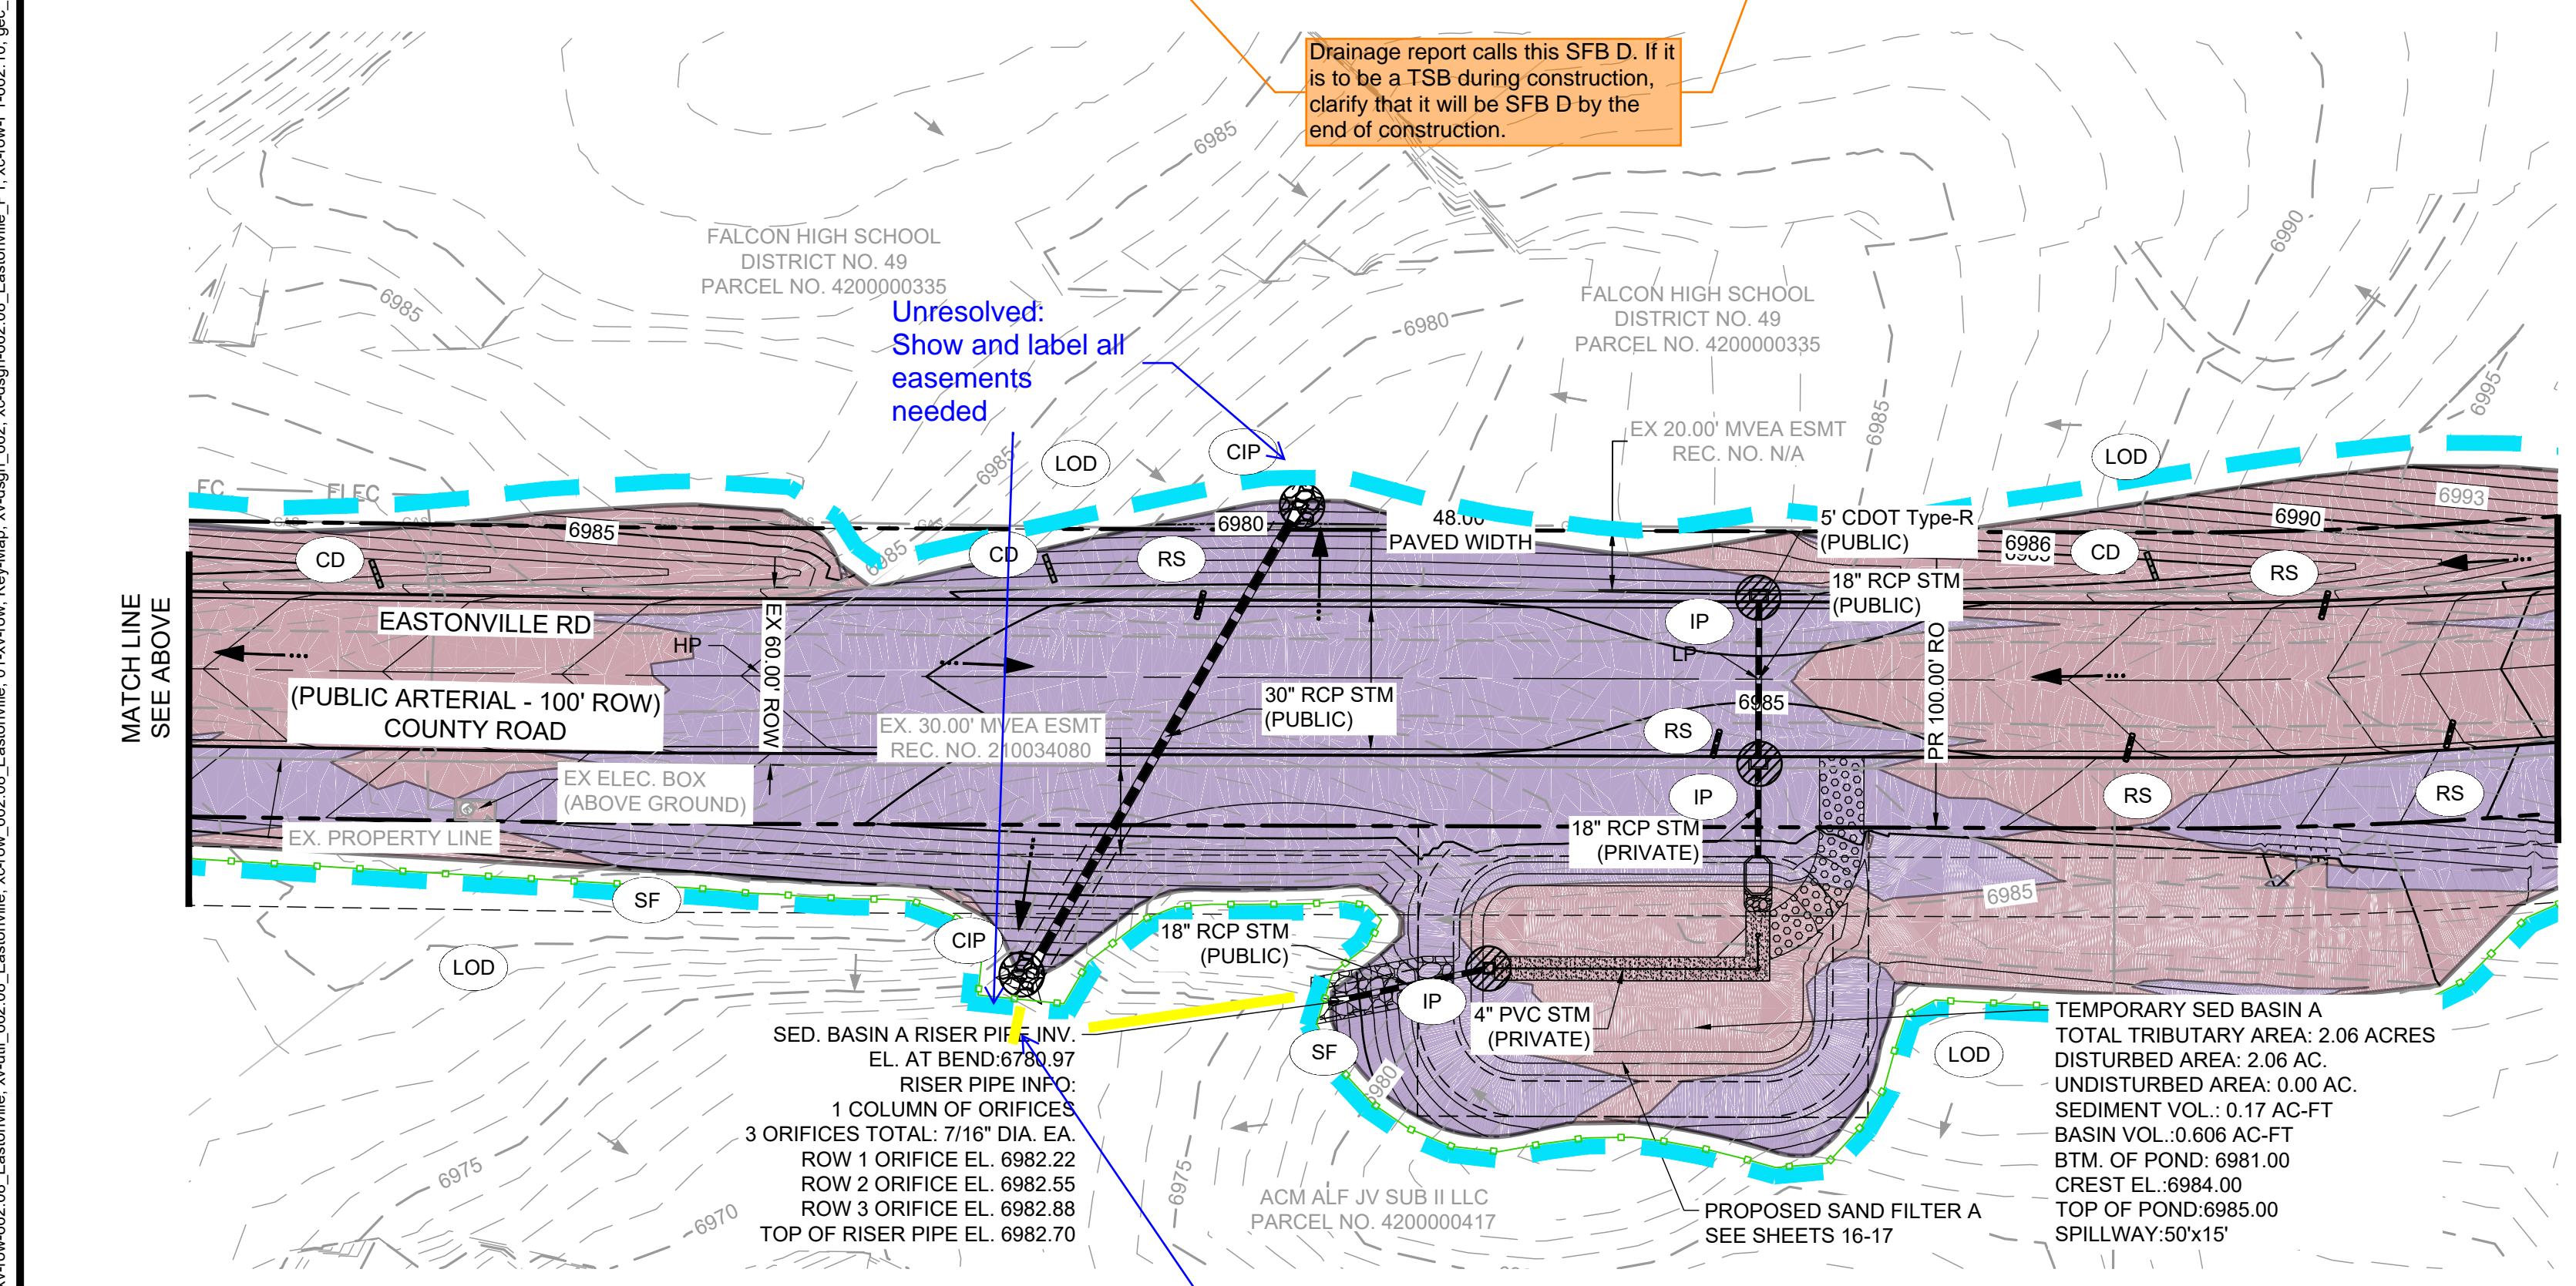 Drainage report calls this SFB D. If it
is to be a TSB during construction,
clarify that it will be SFB D by the
end of construction.
6985
6990
FALCON HIGH SCHOOL
DISTRICT NO. 49
PARCEL NO. 4200000335
6985
Unresolved:
Show and label all
easements
needed
FALCON HIGH SCHOOL
DISTRICT NO. 49
PARCEL NO. 4200000335
6980
6995
6985
EX 20.00' MVEA ESMT
REC. NO. N/A
LOD
CIP
LOD
6985
ELEC
6993
6985
6980
48.00
PAVED WIDTH
5' CDOT Type-R
(PUBLIC)
6990
6986
CD
CD
RS
CD
RS
6985
18" RCP STM
(PUBLIC)
MATCH LINE
SEE ABOVE
EASTONVILLE RD
HP
EX 60.00' ROW
IP
LP
PR 100.00' RO
(PUBLIC ARTERIAL - 100' ROW)
COUNTY ROAD
30" RCP STM
(PUBLIC)
6985
EX. 30.00' MVEA ESMT
REC. NO. 210034080
RS
EX ELEC. BOX
(ABOVE GROUND)
IP
RS
RS
EX. PROPERTY LINE
18" RCP STM
(PRIVATE)
SF
6985
CIP
18" RCP STM
(PUBLIC)
LOD
IP
4" PVC STM
(PRIVATE)
SF
LOD
6980
SED. BASIN A RISER PIPE INV.
EL. AT BEND:6780.97
RISER PIPE INFO:
1 COLUMN OF ORIFICES
3 ORIFICES TOTAL: 7/16" DIA. EA.
ROW 1 ORIFICE EL. 6982.22
ROW 2 ORIFICE EL. 6982.55
ROW 3 ORIFICE EL. 6982.88
TOP OF RISER PIPE EL. 6982.70
TEMPORARY SED BASIN A
TOTAL TRIBUTARY AREA: 2.06 ACRES
DISTURBED AREA: 2.06 AC.
UNDISTURBED AREA: 0.00 AC.
SEDIMENT VOL.: 0.17 AC-FT
BASIN VOL.:0.606 AC-FT
BTM. OF POND: 6981.00
CREST EL.:6984.00
TOP OF POND:6985.00
SPILLWAY:50'x15'
6975
6970
6975
ACM ALF JV SUB II LLC
PARCEL NO. 4200000417
PROPOSED SAND FILTER A
SEE SHEETS 16-17